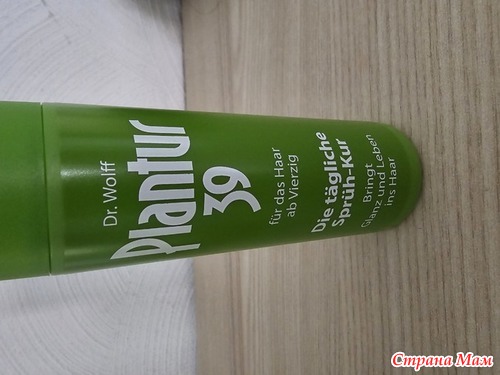 Dr. Wolff
Plantur
39
für das Haar
ab Vierzig
Die tägliche
Sprüh-Kur
Bringt
Glanz und Leben
ins Haar
Страна Мам